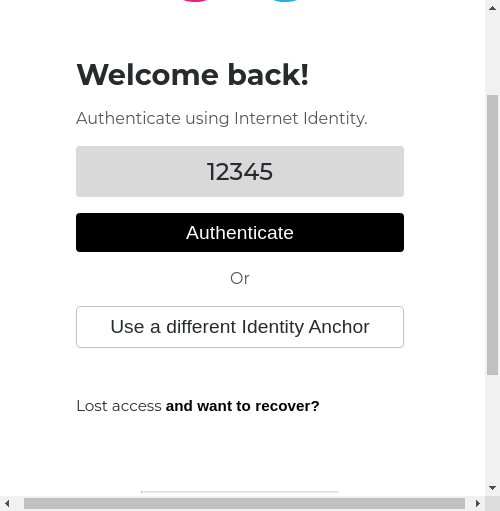 Welcome back!
Authenticate using Internet Identity.
12345
Authenticate
Or
Use a different Identity Anchor
Lost access and want to recover?